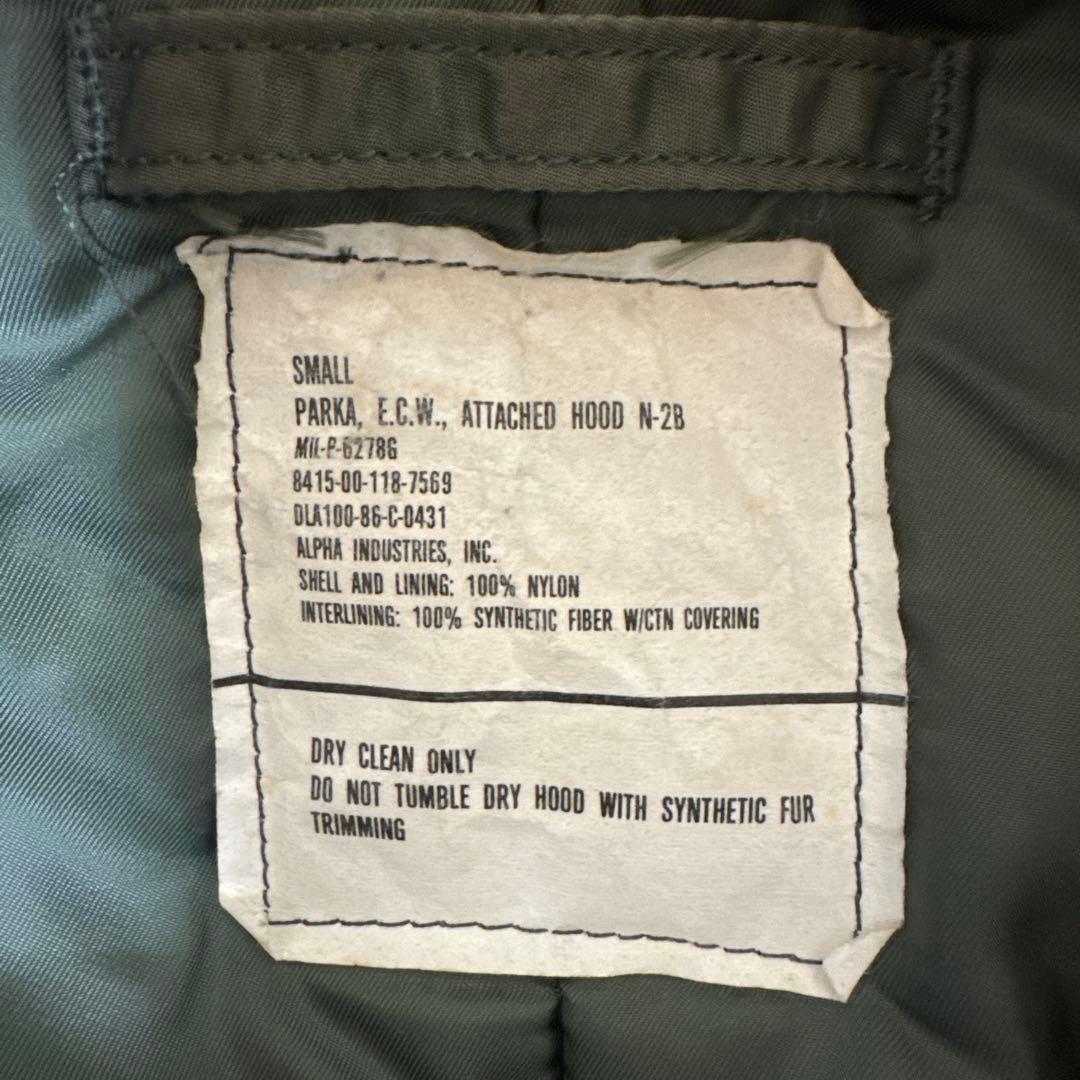 SMALL
PARKA, E.C.W., ATTACHED HOOD N-2B
MIL-P-6278G
8415-00-118-7569
DLA100-86-C-0431
ALPHA INDUSTRIES, INC.
SHELL AND LINING: 100% NYLON
INTERLINING: 100% SYNTHETIC FIBER W/CTN COVERING
DRY CLEAN ONLY
DO NOT TUMBLE DRY HOOD WITH SYNTHETIC FUR
TRIMMING